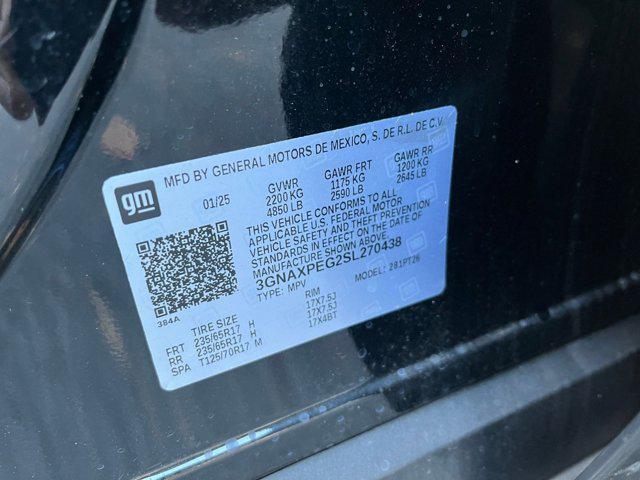 MFD BY GENERAL MOTORS DE MEXICO, S. DE R.L. DE C.V.
gm
01/25
GVWR GAWR FRT GAWR RR
2200 KG 1175 KG 1200 KG
4850 LB 2590 LB 2645 LB
THIS VEHICLE CONFORMS TO ALL
APPLICABLE U.S. FEDERAL MOTOR
VEHICLE SAFETY AND THEFT PREVENTION
STANDARDS IN EFFECT ON THE DATE OF
MANUFACTURE SHOWN ABOVE.
3GNAXPEG2SL270438
TYPE: MPV MODEL: 281PT26
384A
TIRE SIZE RIM
FRT 235/65R17 H 17X7.5J
RR 235/65R17 H 17X7.5J
SPA T125/70R17 M 17X4BT